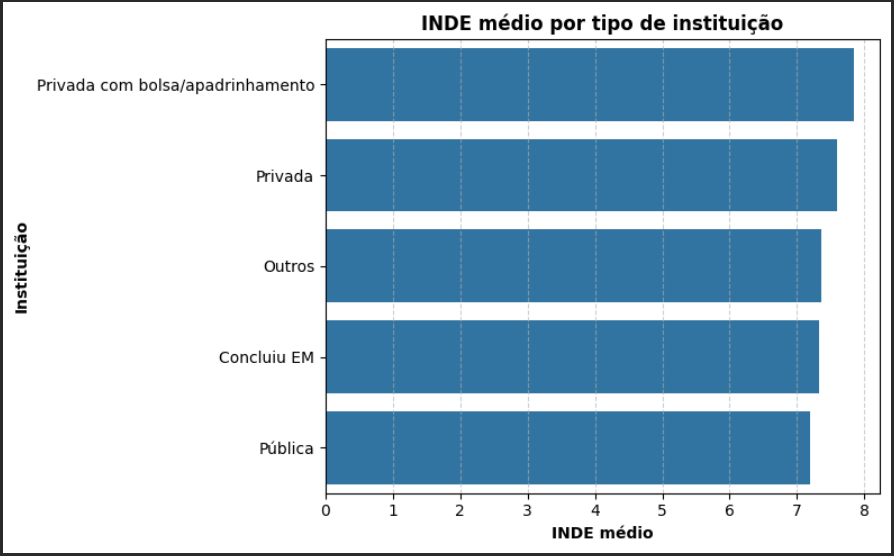 INDE médio por tipo de instituição
Instituição
Privada com bolsa/apadrinhamento
Privada
Outros
Concluiu EM
Pública
0 1 2 3 4 5 6 7 8
INDE médio